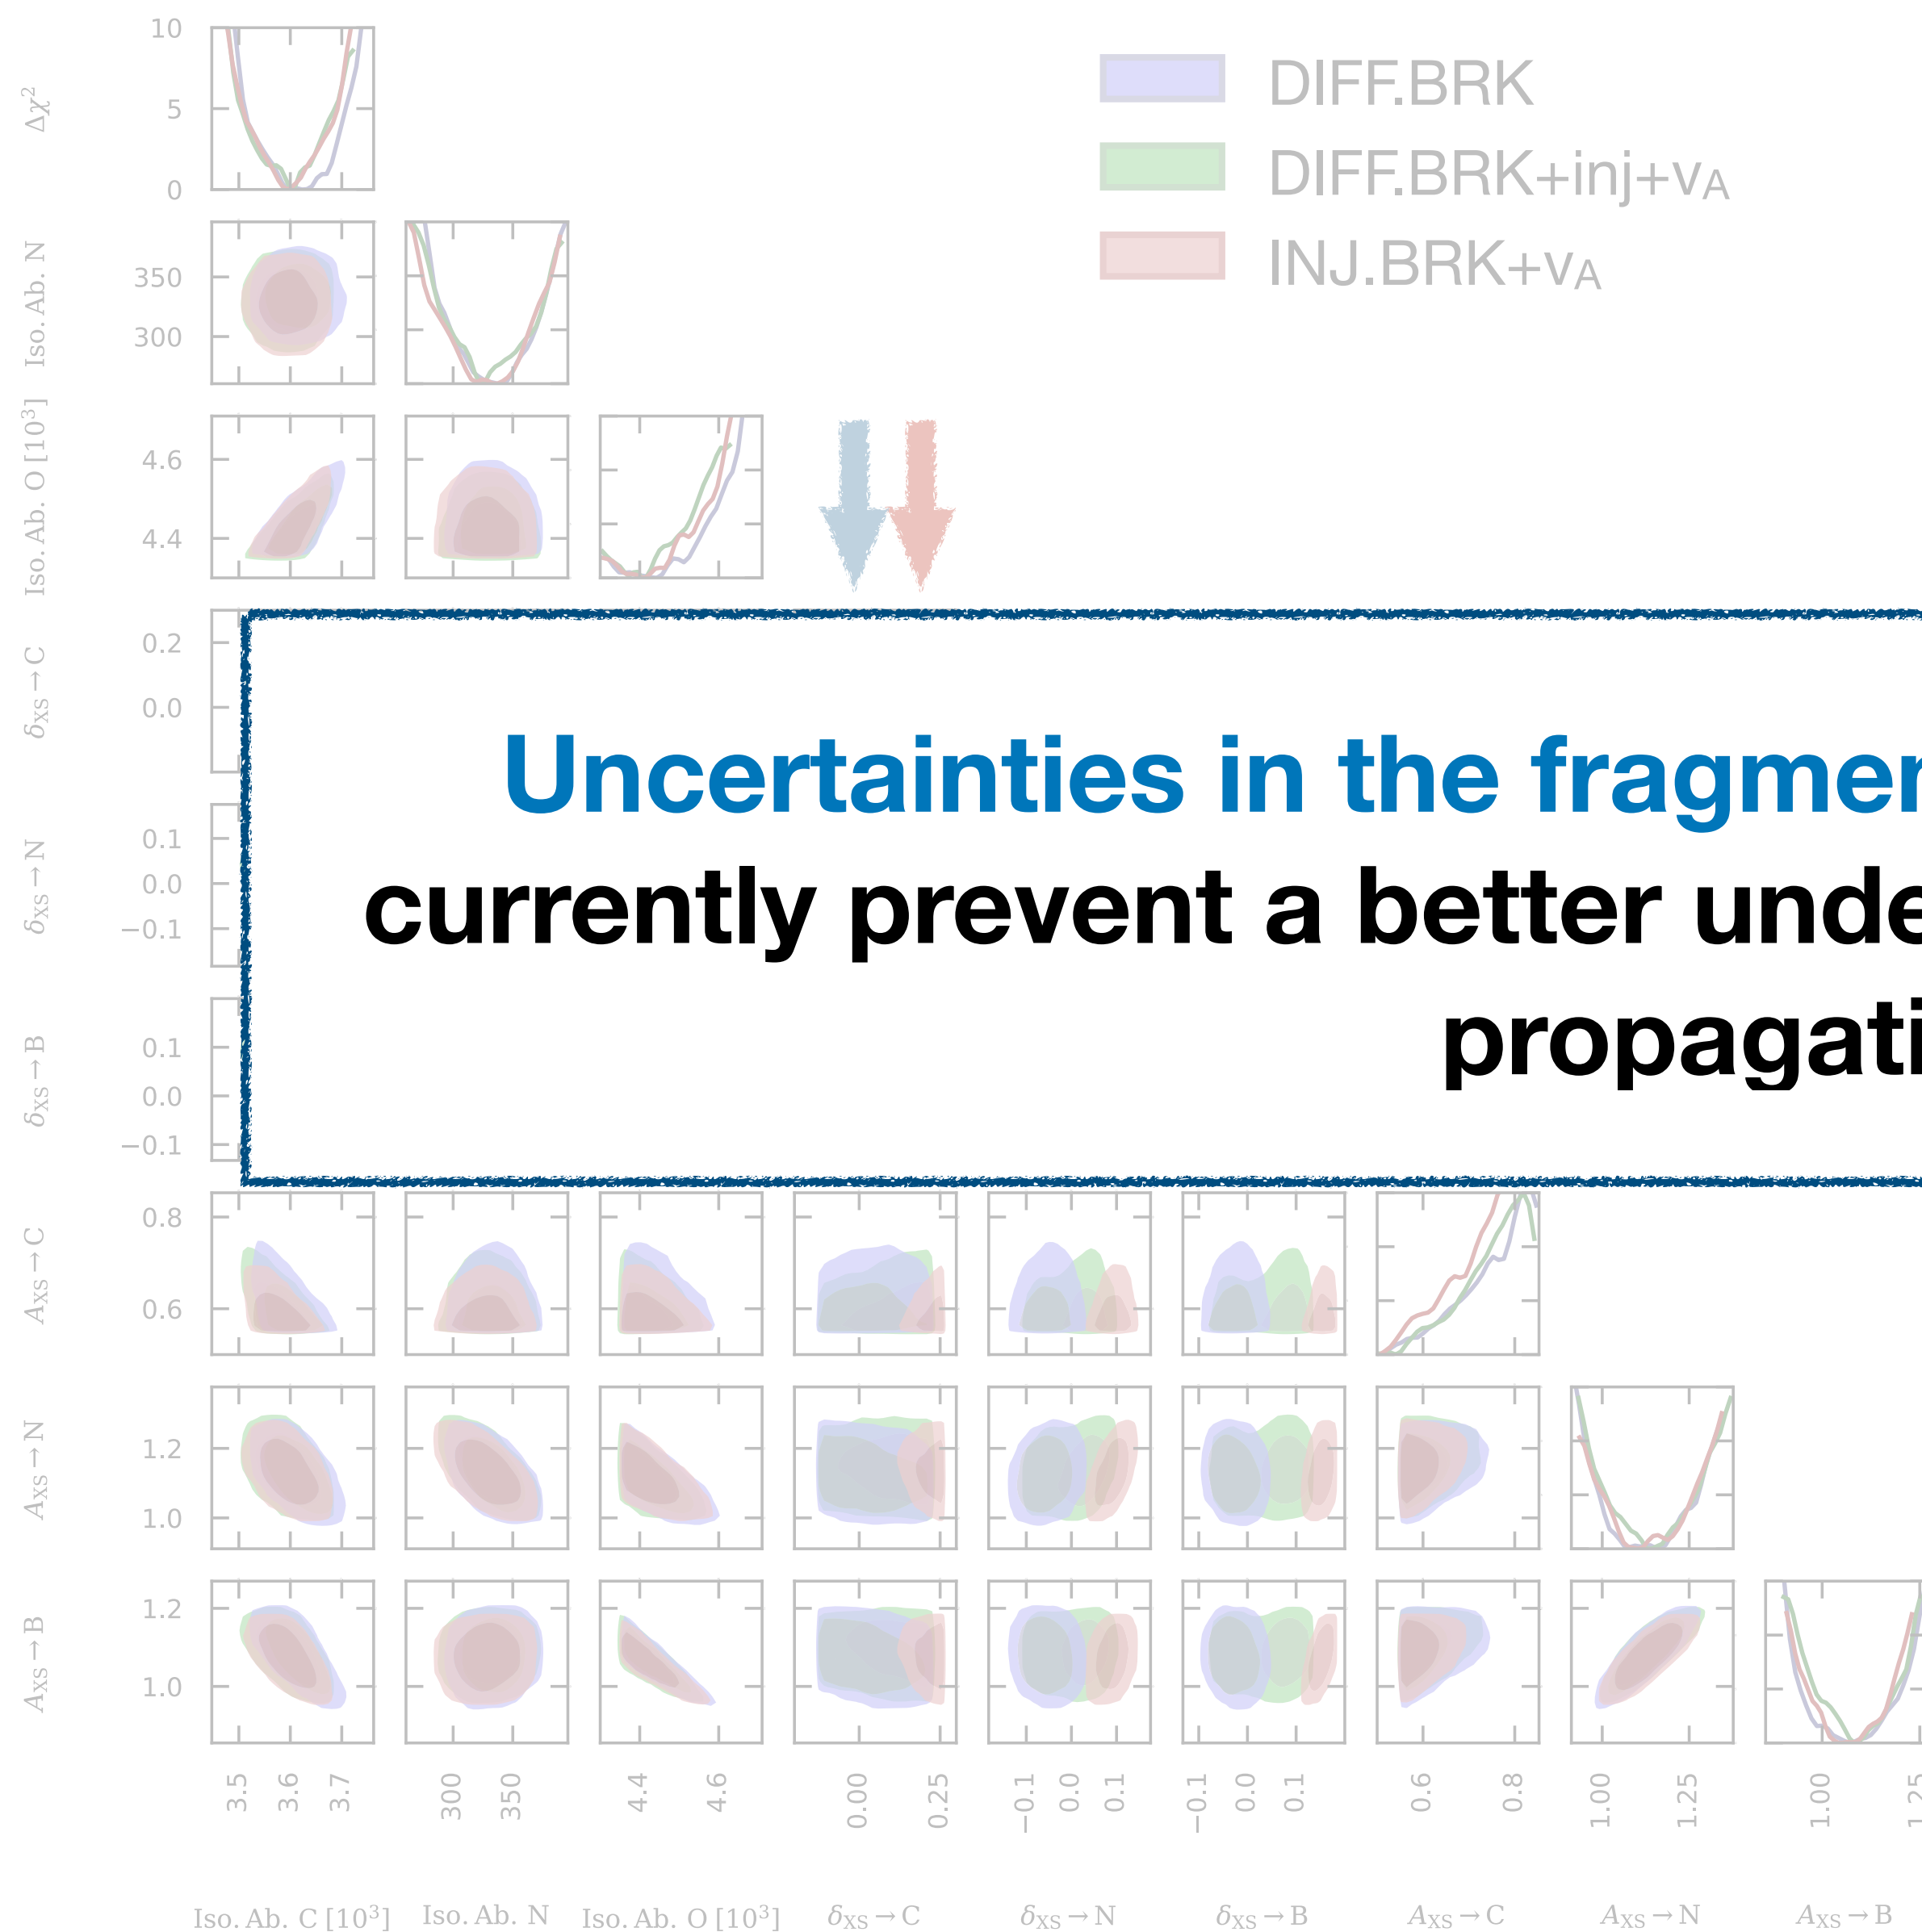 10
5
0
Δχ²
DIFF.BRK
DIFF.BRK+inj+vA
INJ.BRK+vA
350
300
Iso. Ab. N
4.6
4.4
Iso. Ab. O [10³]
0.2
0.0
δXS → C
0.1
0.0
−0.1
δXS → N
0.1
0.0
−0.1
δXS → B
Uncertainties in the
currently prevent a better
0.8
0.6
AXS → C
1.2
1.0
AXS → N
1.2
1.0
AXS → B
3.5 3.6 3.7 300 350 4.4 4.6 0.00 0.25 −0.1 0.0 0.1 −0.1 0.0 0.1 0.6 0.8 1.00 1.25 1.00 1.25
Iso. Ab. C [10³] Iso. Ab. N Iso. Ab. O [10³] δXS → C δXS → N δXS → B AXS → C AXS → N AXS → B